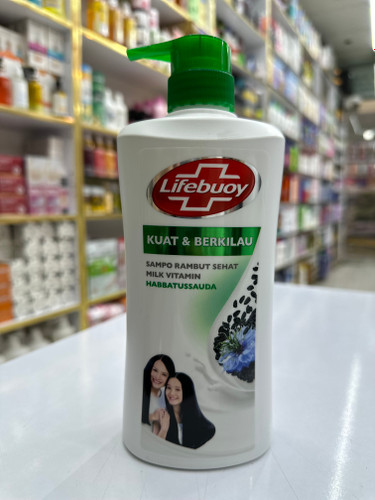 Lifebuoy
KUAT & BERKILAU
SAMPO RAMBUT SEHAT
MILK VITAMIN
HABBATUSSAUDA